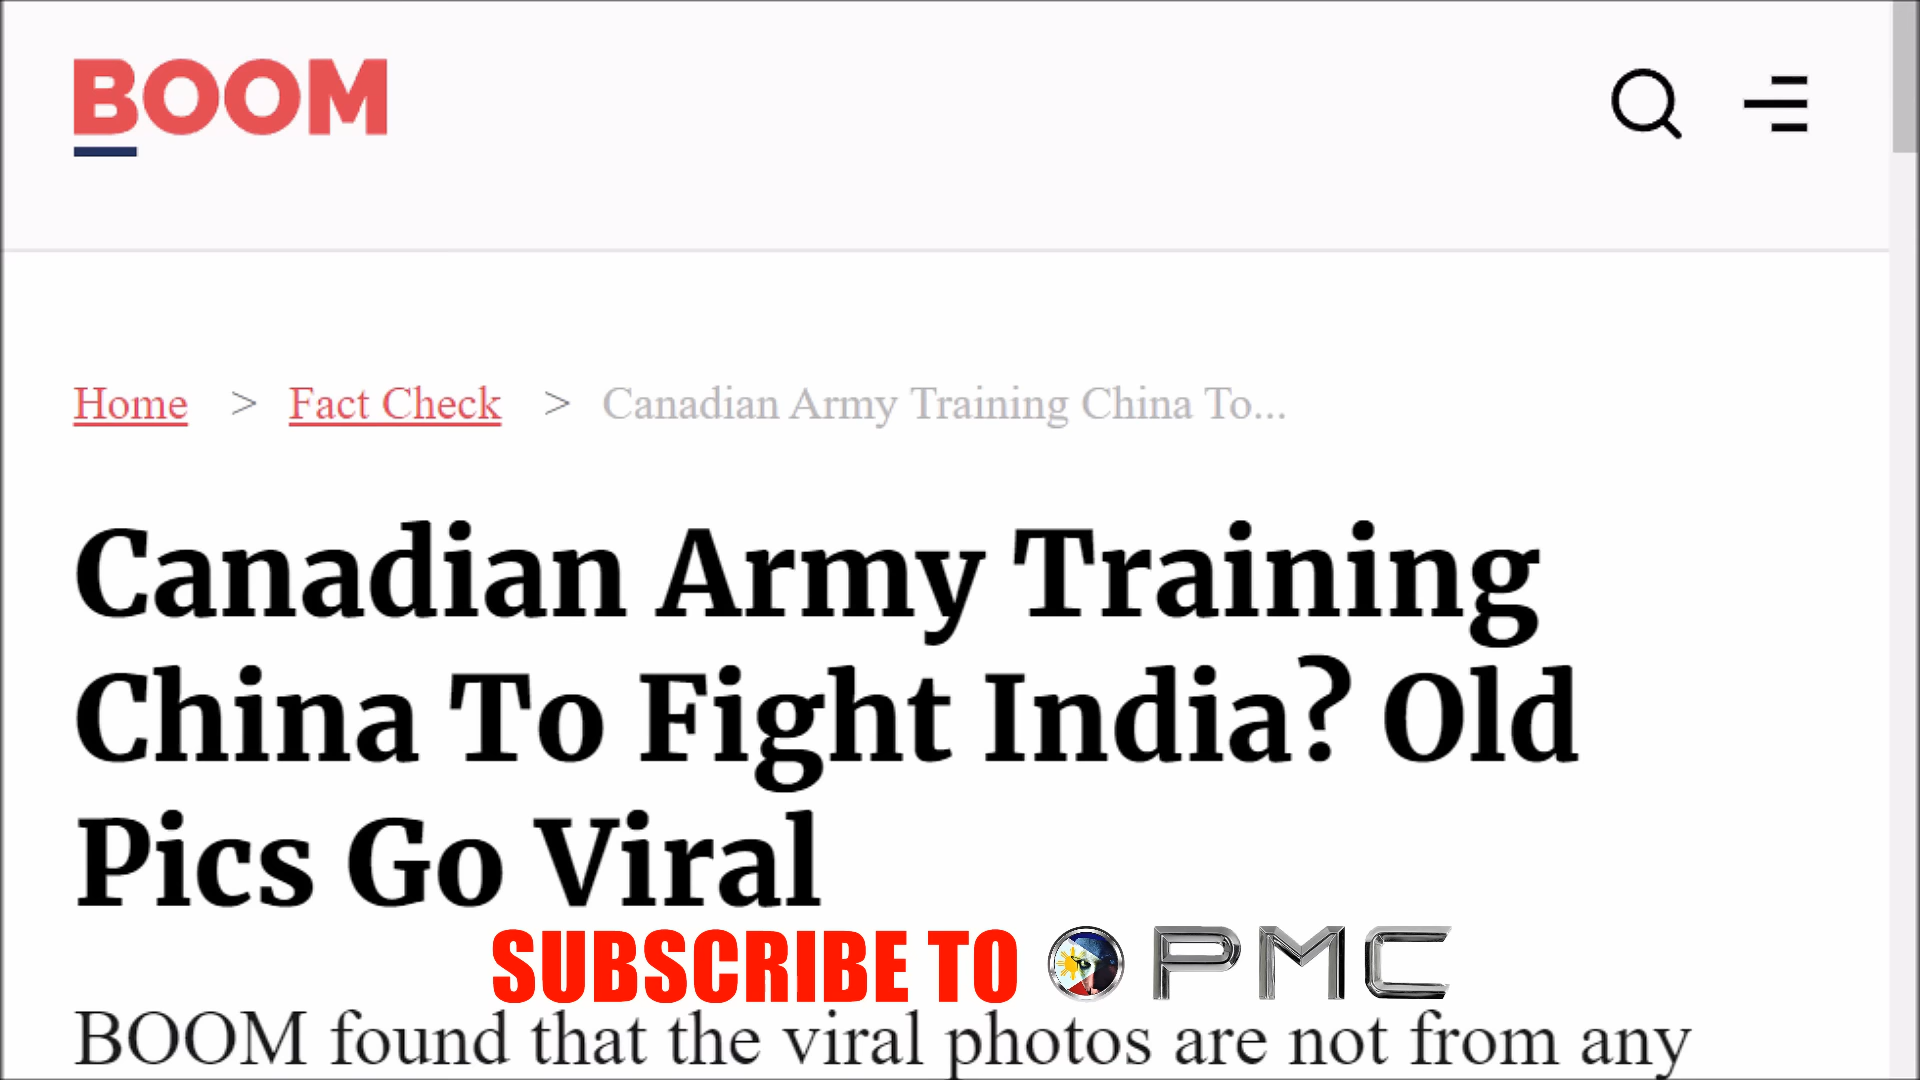 BOOM
Home > Fact Check > Canadian Army Training China To...
Canadian Army Training
China To Fight India? Old
Pics Go Viral
SUBSCRIBE TO PMC
BOOM found that the viral photos are not from any